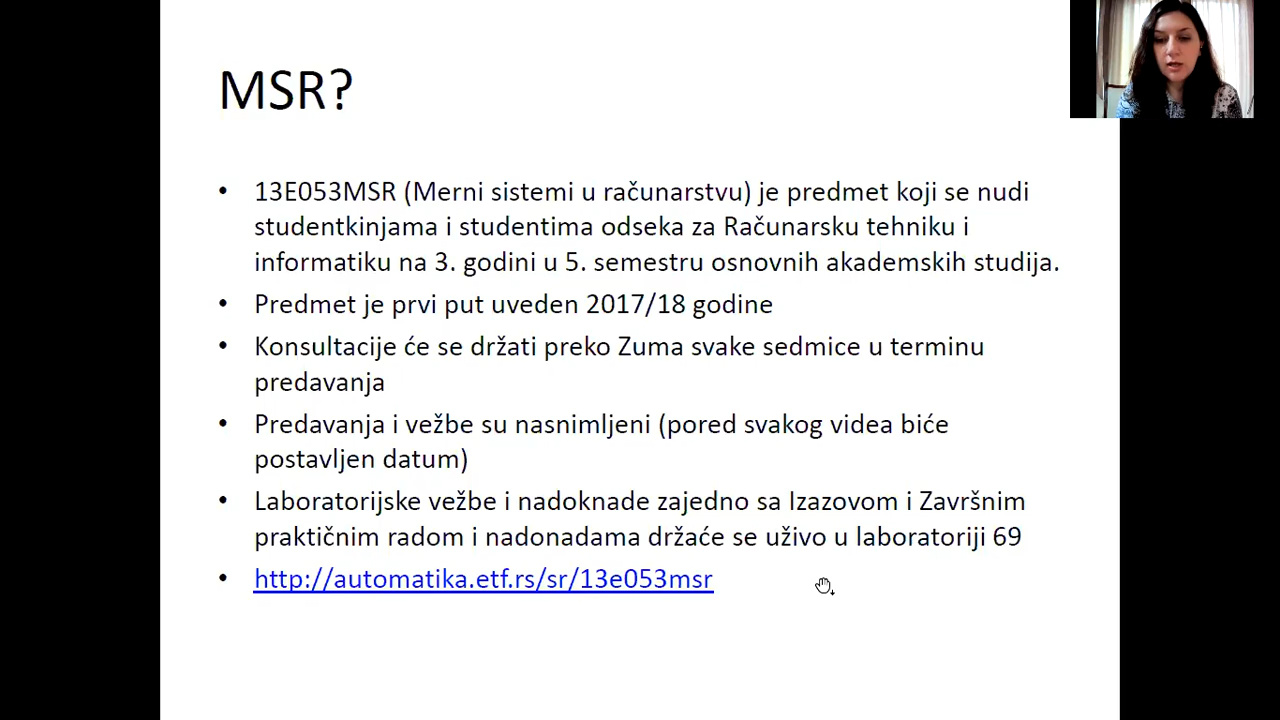 MSR?
• 13E053MSR (Merni sistemi u računarstvu) je predmet koji se nudi
studentkinjama i studentima odseka za Računarsku tehniku i
informatiku na 3. godini u 5. semestru osnovnih akademskih studija.
• Predmet je prvi put uveden 2017/18 godine
• Konsultacije će se držati preko Zuma svake sedmice u terminu
predavanja
• Predavanja i vežbe su nasnimljeni (pored svakog videa biće
postavljen datum)
• Laboratorijske vežbe i nadoknade zajedno sa Izazovom i Završnim
praktičnim radom i nadonadama držaće se uživo u laboratoriji 69
• http://automatika.etf.rs/sr/13e053msr